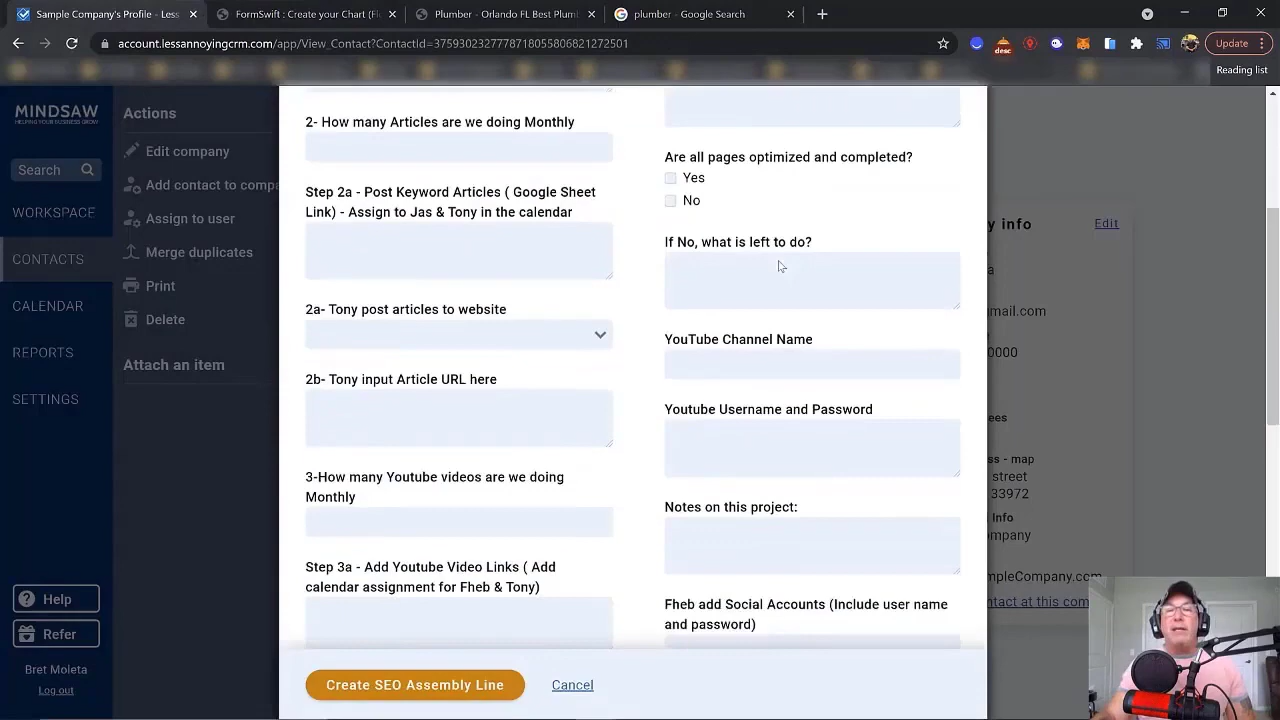 Samples's Profile - Less
FormSwift : Create your Chart (Fl
Plumber - Orlando FL Best Plumb
plumber - Google Search
account.lessannoyingcrm.com/app/View_Contact?ContactId=3759302327778718055806821272501
desc
Update
Reading list
MINDSAW
HELPING YOUR BUSINESS GROW
Search
WORKSPACE
CONTACTS
CALENDAR
REPORTS
SETTINGS
Help
Refer
Bret Moleta
Log out
Actions
Edit company
Add contact to compa
Assign to user
Merge duplicates
Print
Delete
Attach an item
2- How many Articles are we doing Monthly
Step 2a - Post Keyword Articles ( Google Sheet
Link) - Assign to Jas & Tony in the calendar
2a- Tony post articles to website
2b- Tony input Article URL here
3-How many Youtube videos are we doing
Monthly
Step 3a - Add Youtube Video Links ( Add
calendar assignment for Fheb & Tony)
Are all pages optimized and completed?
Yes
No
If No, what is left to do?
YouTube Channel Name
Youtube Username and Password
Notes on this project:
Fheb add Social Accounts (Include user name
and password)
Create SEO Assembly Line
Cancel
y info
Edit
a
mail.com
0000
ees
ss - map
street
33972
Info
ompany
mpleCompany.com
ntact at this com